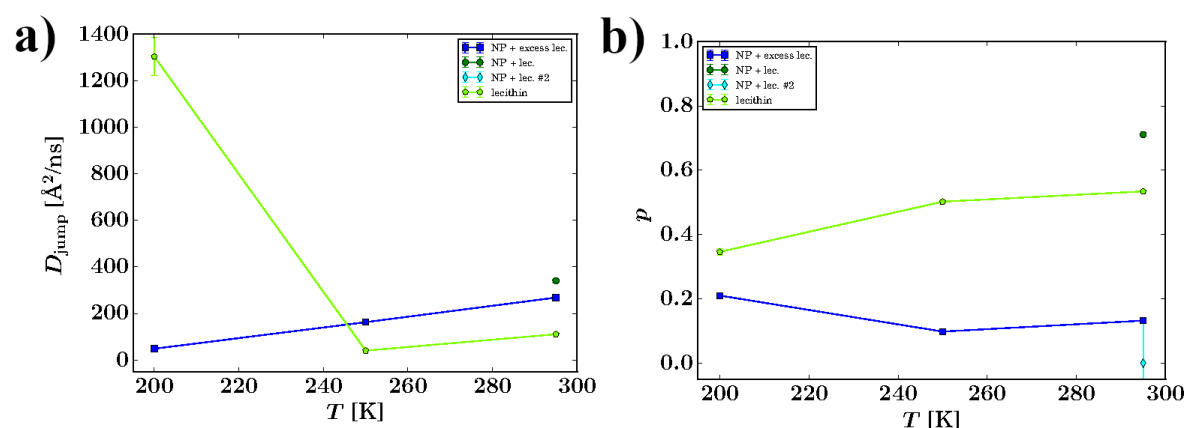 a)
1400
1200
1000
800
600
400
200
0
D_jump [Å²/ns]
200 220 240 260 280 300
T [K]
NP + excess lec.
NP + lec.
NP + lec. #2
lecithin
b)
1.0
0.8
0.6
0.4
0.2
0.0
p
200 220 240 260 280 300
T [K]
NP + excess lec.
NP + lec.
NP + lec. #2
lecithin